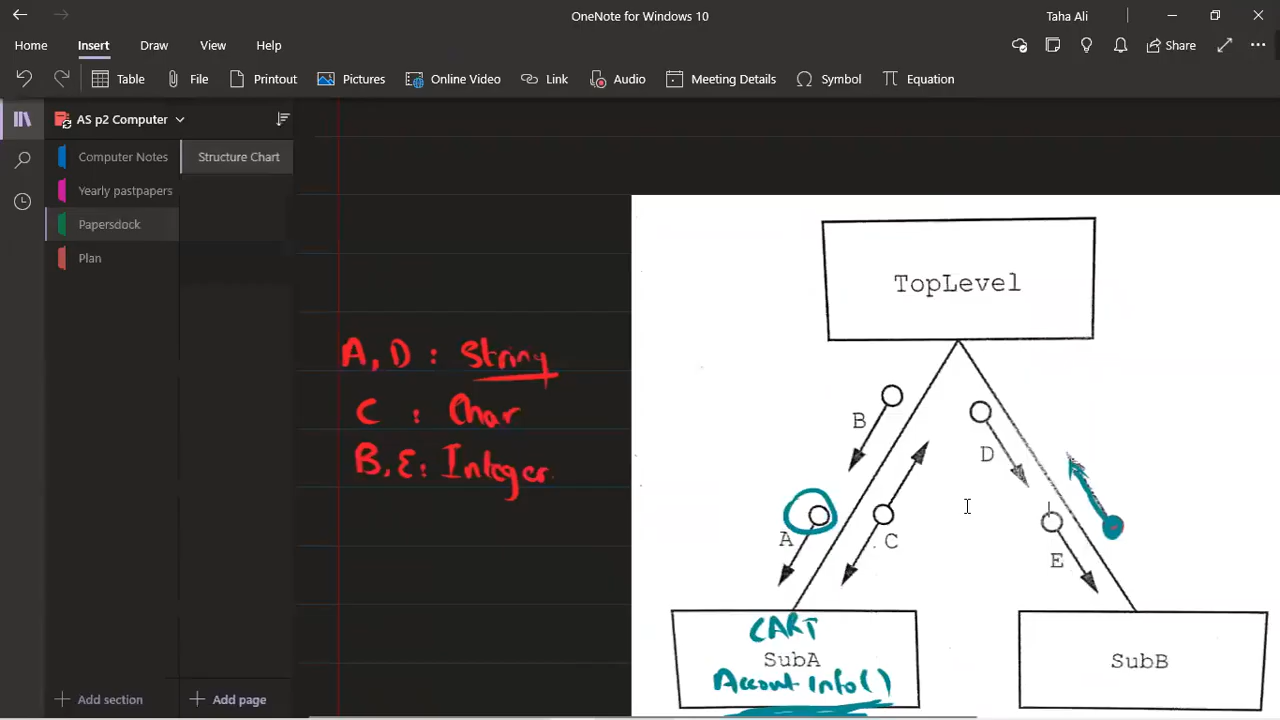 OneNote for Windows 10
Taha Ali
Home
Insert
Draw
View
Help
Share
Table
File
Printout
Pictures
Online Video
Link
Audio
Meeting Details
Symbol
Equation
AS p2 Computer
Computer Notes
Structure Chart
Yearly pastpapers
Papersdock
Plan
TopLevel
A, D : String
C : Char
B, E : Integer
B
D
A
C
E
CART
SubA
Account Info()
SubB
Add section
Add page